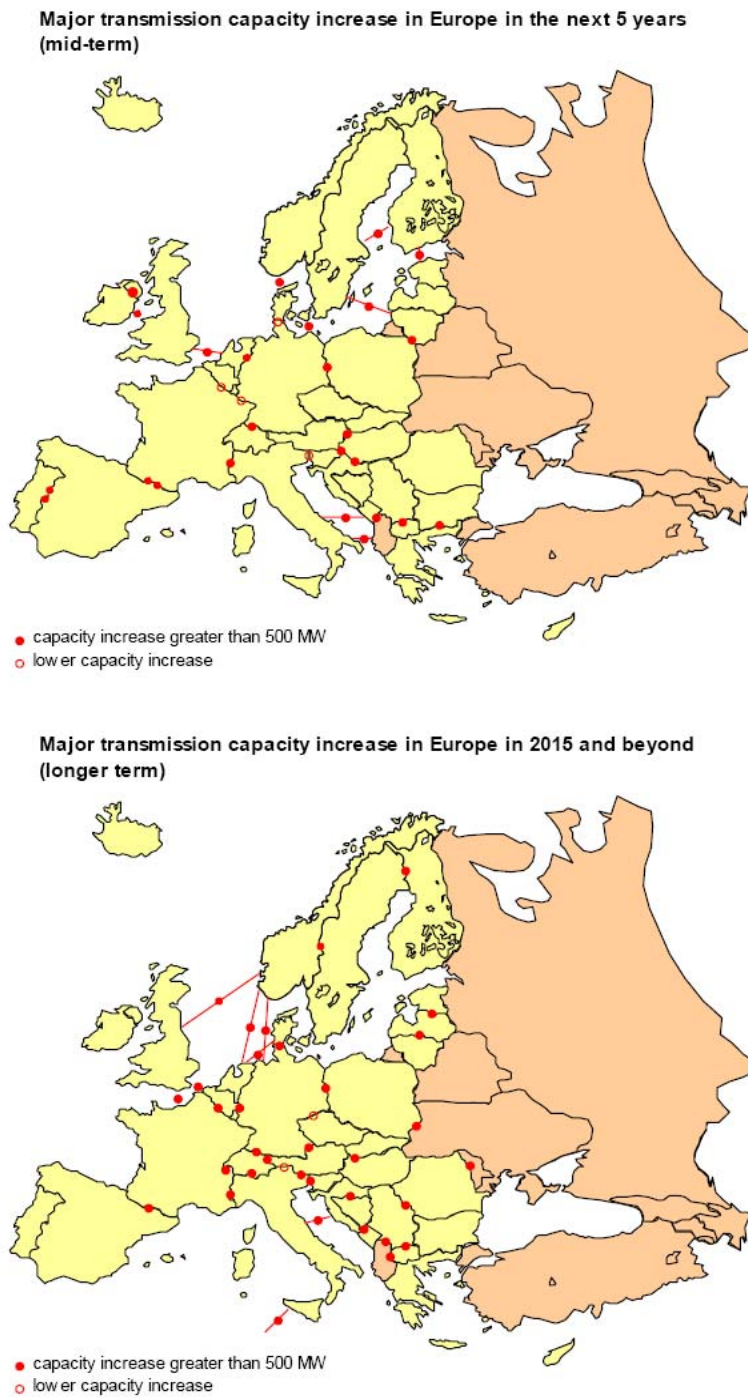 Major transmission capacity increase in Europe in the next 5 years
(mid-term)
capacity increase greater than 500 MW
lower capacity increase
Major transmission capacity increase in Europe in 2015 and beyond
(longer term)
capacity increase greater than 500 MW
lower capacity increase